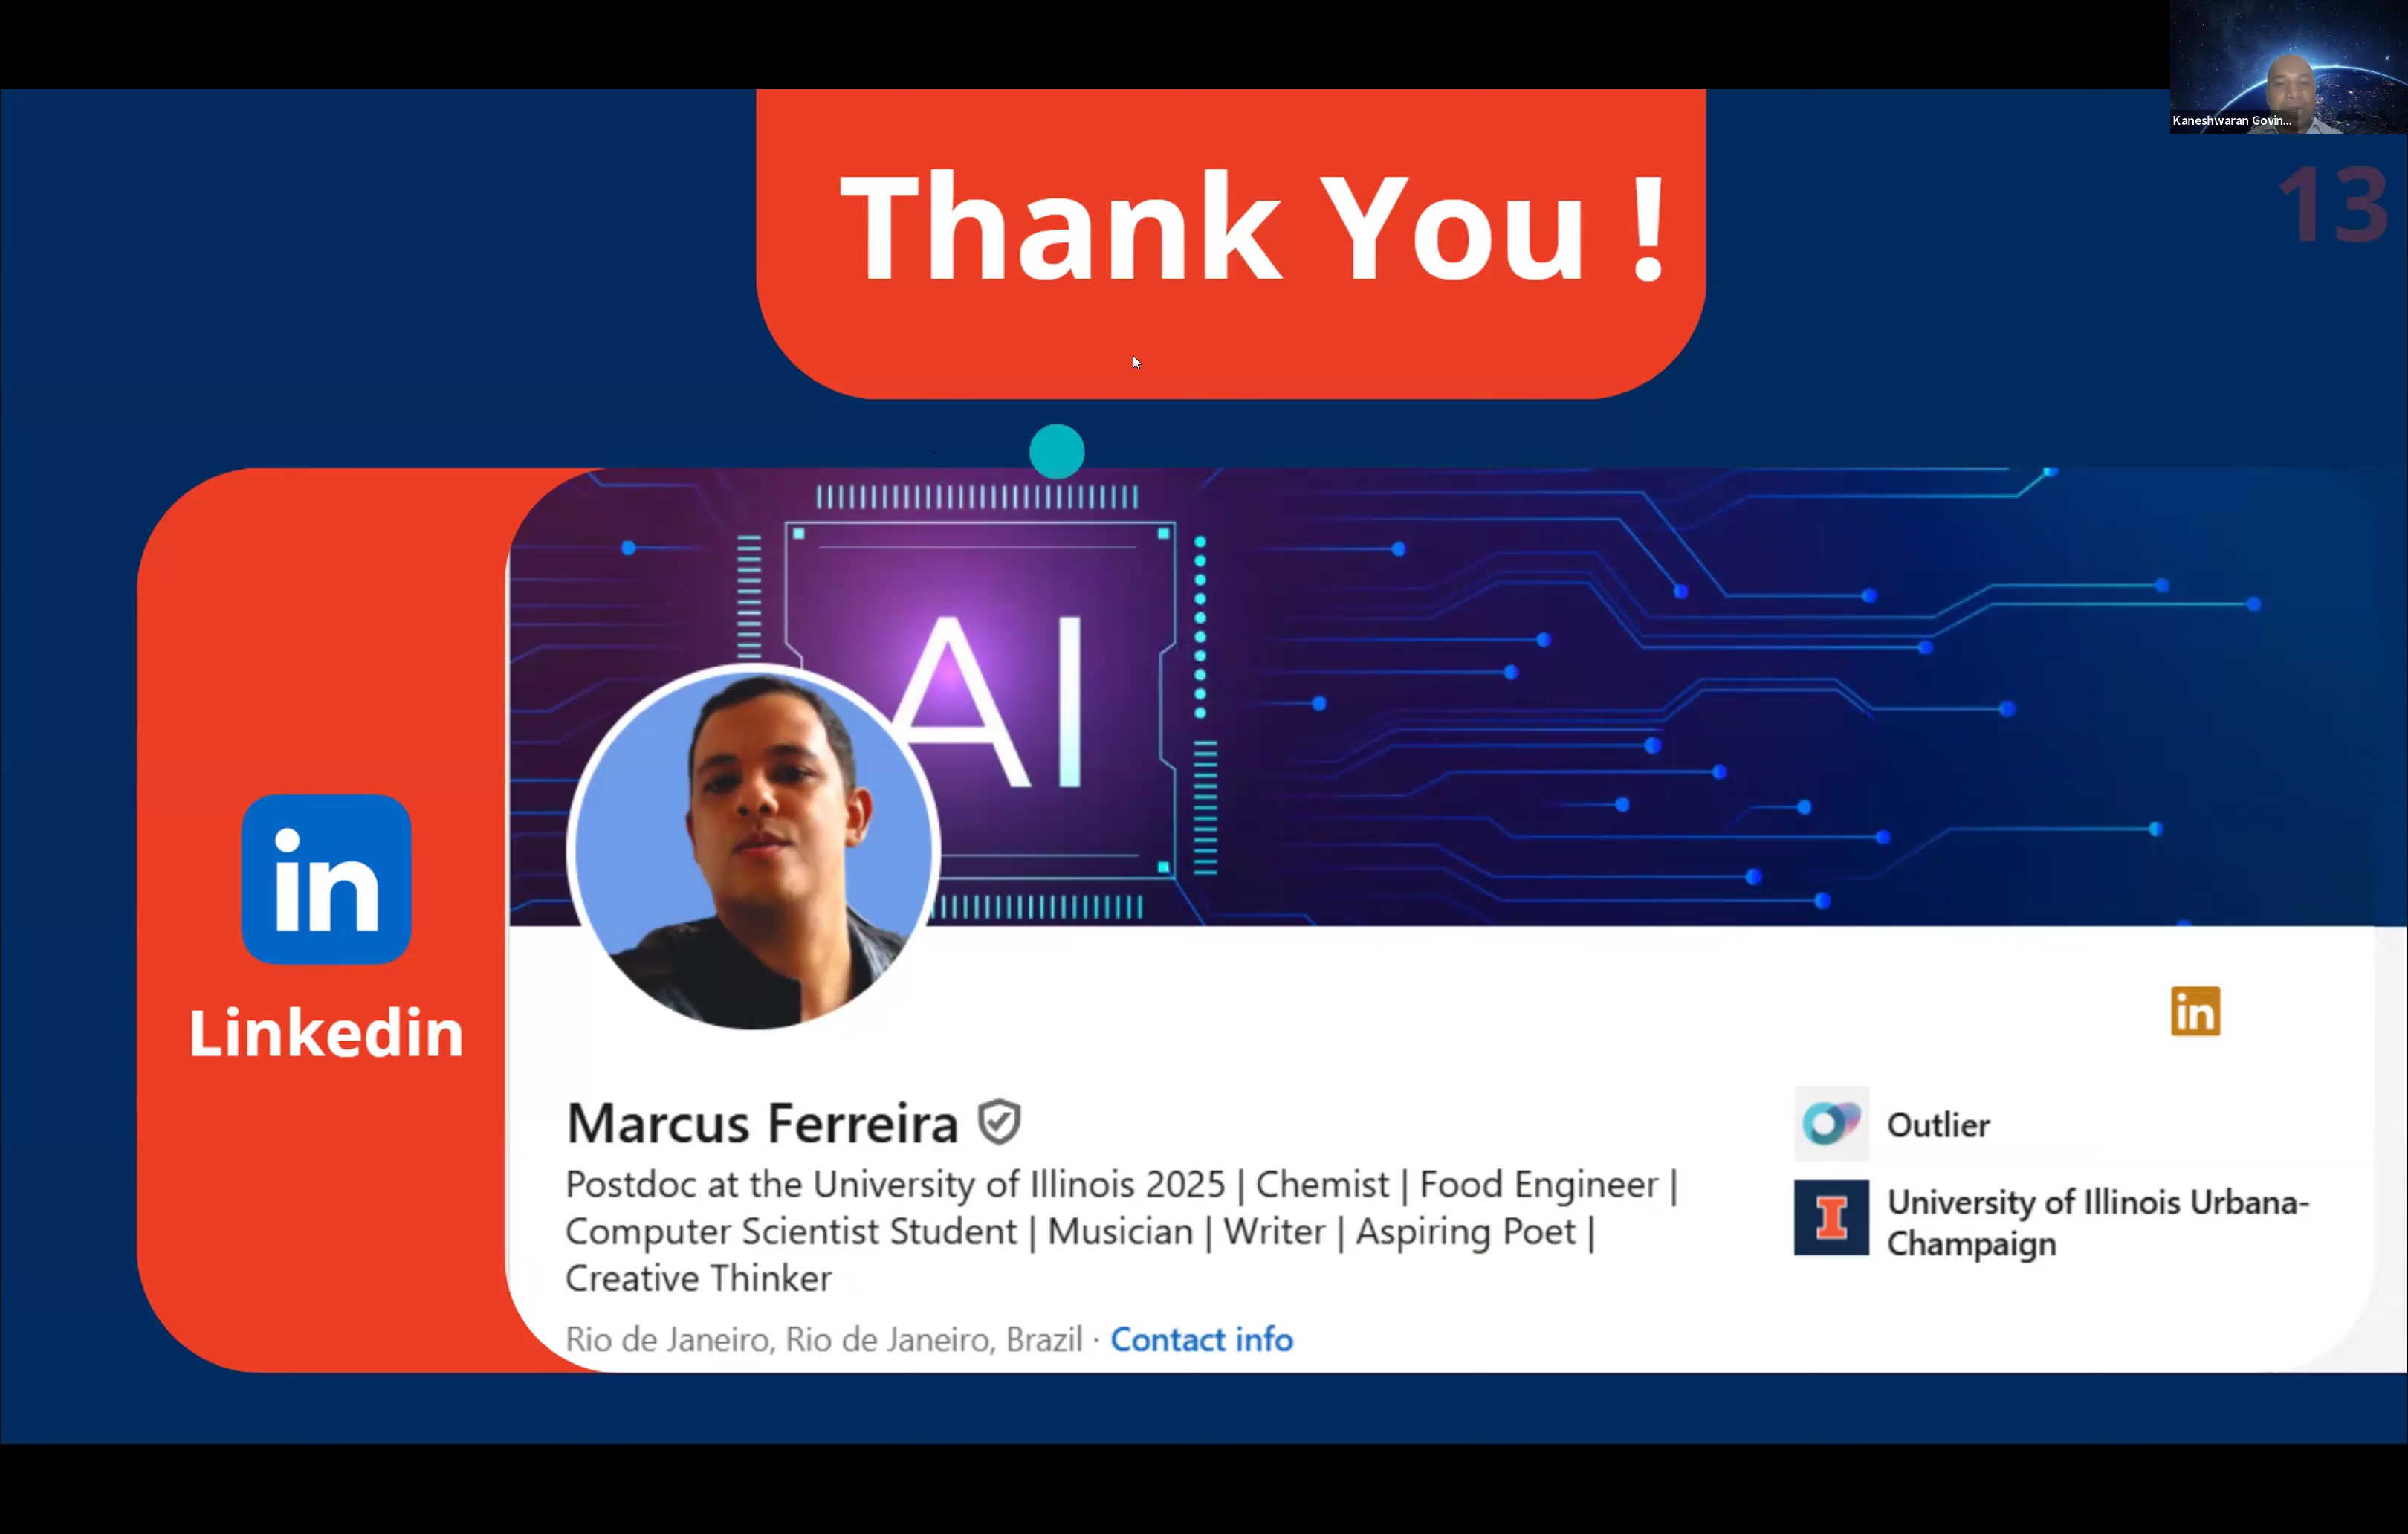 Kaneshwaran Govin...
13
Thank You !
AI
in
Linkedin
in
Marcus Ferreira
Postdoc at the University of Illinois 2025 | Chemist | Food Engineer |
Computer Scientist Student | Musician | Writer | Aspiring Poet |
Creative Thinker
Rio de Janeiro, Rio de Janeiro, Brazil · Contact info
Outlier
I
University of Illinois Urbana-
Champaign